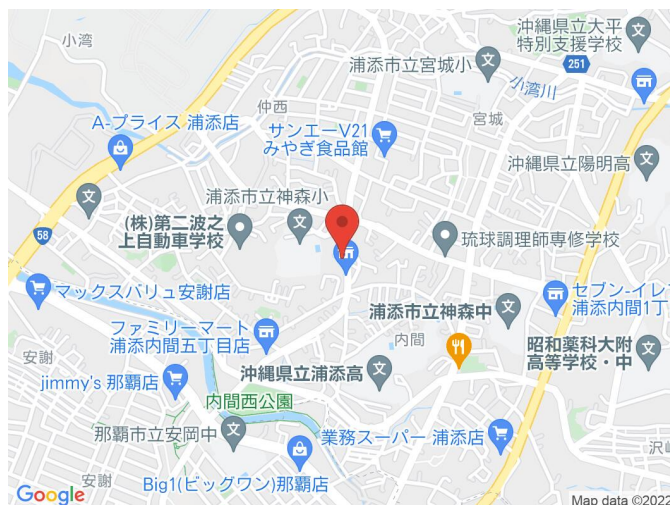 小湾
沖縄県立大平
特別支援学校
浦添市立宮城小
251
小湾川
仲西
宮城
A-プライス 浦添店
サンエーV21
みやぎ食品館
沖縄県立陽明高
浦添市立神森小
(株)第二波之
上自動車学校
58
琉球調理師専修学校
マックスバリュ安謝店
セブン-イレブ
浦添内間1丁
浦添市立神森中
ファミリーマート
浦添内間五丁目店
内間
昭和薬科大附
高等学校・中
安謝
沖縄県立浦添高
jimmy's 那覇店
内間西公園
那覇市立安岡中
業務スーパー 浦添店
安謝
Big1(ビッグワン)那覇店
Google
Map data ©2022